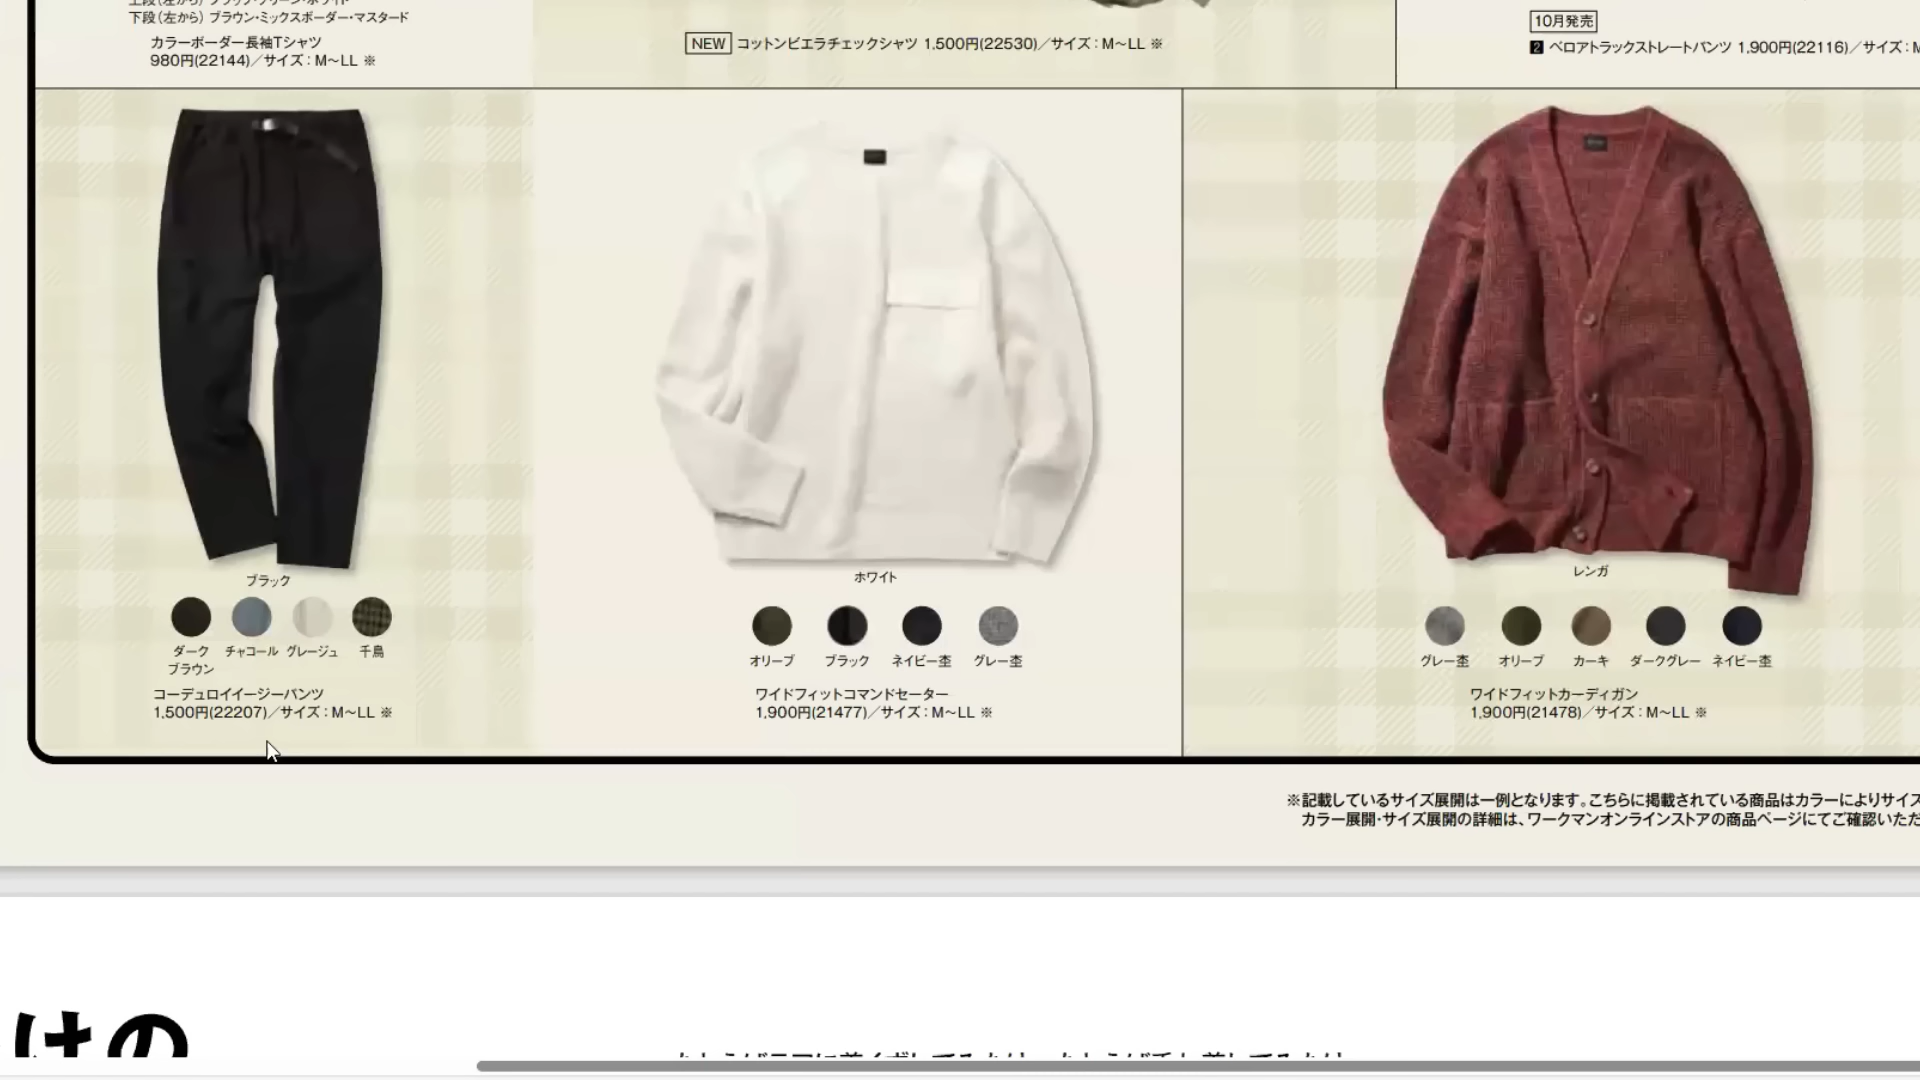 下段(左から) ブラウン・ミックスボーダー・マスタード
カラーボーダー長袖Tシャツ
980円(22144)／サイズ：M〜LL ※
NEW コットンビエラチェックシャツ 1,500円(22530)／サイズ：M〜LL ※
10月発売
2 ベロアトラックストレートパンツ 1,900円(22116)／サイズ：M
ブラック
ダークブラウン
チャコール
グレージュ
千鳥
コーデュロイイージーパンツ
1,500円(22207)／サイズ：M〜LL ※
ホワイト
オリーブ
ブラック
ネイビー杢
グレー杢
ワイドフィットコマンドセーター
1,900円(21477)／サイズ：M〜LL ※
レンガ
グレー杢
オリーブ
カーキ
ダークグレー
ネイビー杢
ワイドフィットカーディガン
1,900円(21478)／サイズ：M〜LL ※
※記載しているサイズ展開は一例となります。こちらに掲載されている商品はカラーによりサイズ
カラー展開・サイズ展開の詳細は、ワークマンオンラインストアの商品ページにてご確認いただ
はの